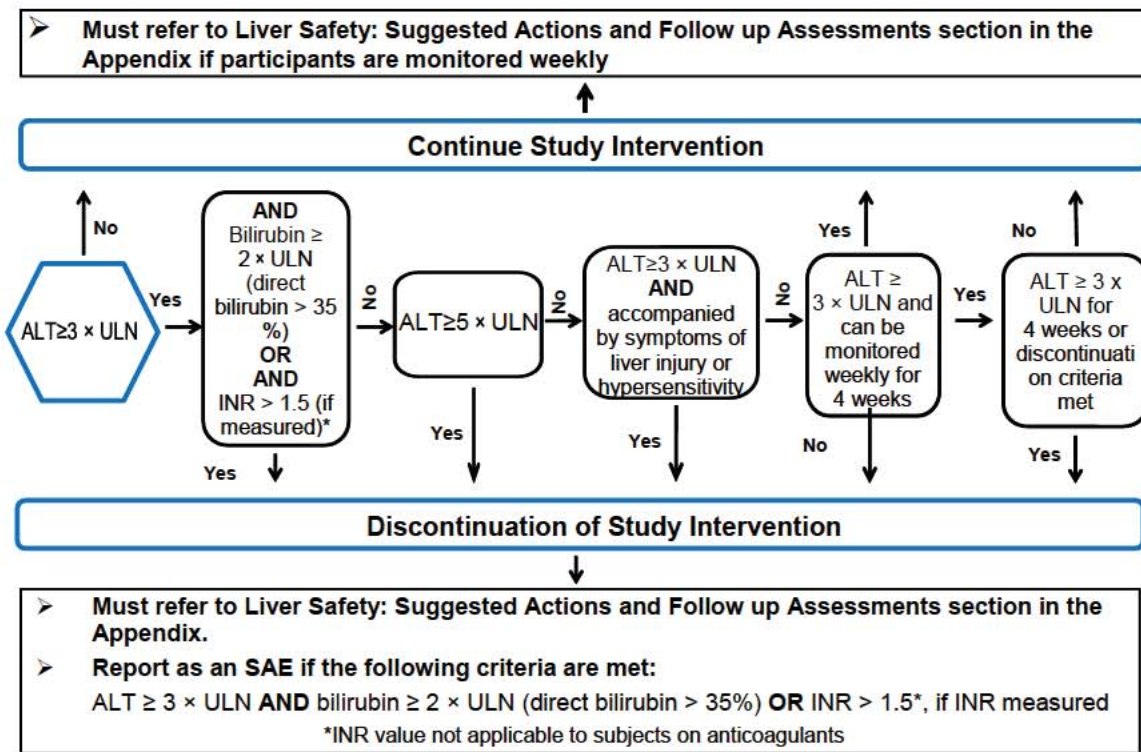 ➢ Must refer to Liver Safety: Suggested Actions and Follow up Assessments section in the
Appendix if participants are monitored weekly
Continue Study Intervention
No
ALT≥3 × ULN
Yes
AND
Bilirubin ≥
2 × ULN
(direct
bilirubin > 35
%)
OR
AND
INR > 1.5 (if
measured)*
Yes
No
ALT≥5 × ULN
Yes
No
ALT≥3 × ULN
AND
accompanied
by symptoms of
liver injury or
hypersensitivity
Yes
No
Yes
ALT ≥
3 × ULN and
can be
monitored
weekly for
4 weeks
No
Yes
No
ALT ≥ 3 x
ULN for
4 weeks or
discontinuati
on criteria
met
Yes
Discontinuation of Study Intervention
➢ Must refer to Liver Safety: Suggested Actions and Follow up Assessments section in the
Appendix.
➢ Report as an SAE if the following criteria are met:
ALT ≥ 3 × ULN AND bilirubin ≥ 2 × ULN (direct bilirubin > 35%) OR INR > 1.5*, if INR measured
*INR value not applicable to subjects on anticoagulants